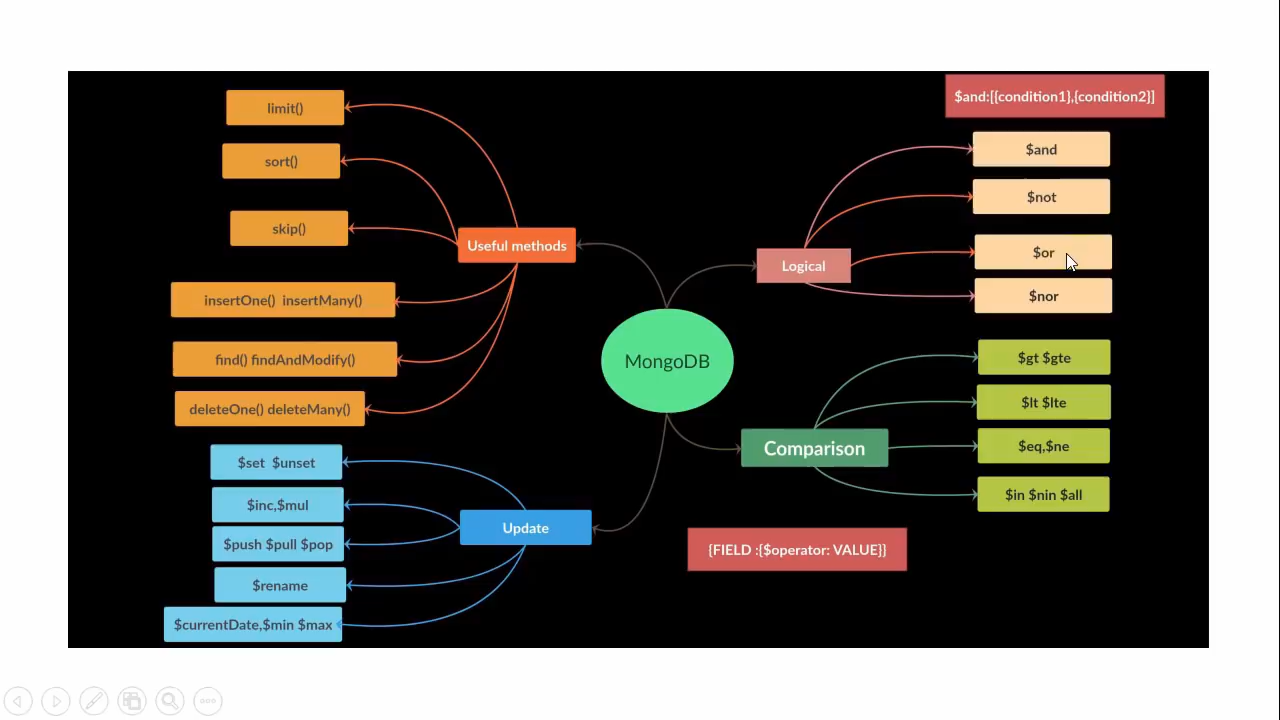 limit()
sort()
skip()
Useful methods
insertOne()  insertMany()
find() findAndModify()
deleteOne() deleteMany()
$set  $unset
$inc,$mul
$push $pull $pop
$rename
$currentDate,$min $max
Update
MongoDB
$and:[{condition1},{condition2}]
$and
$not
$or
$nor
Logical
$gt $gte
$lt $lte
$eq,$ne
$in $nin $all
Comparison
{FIELD :{$operator: VALUE}}